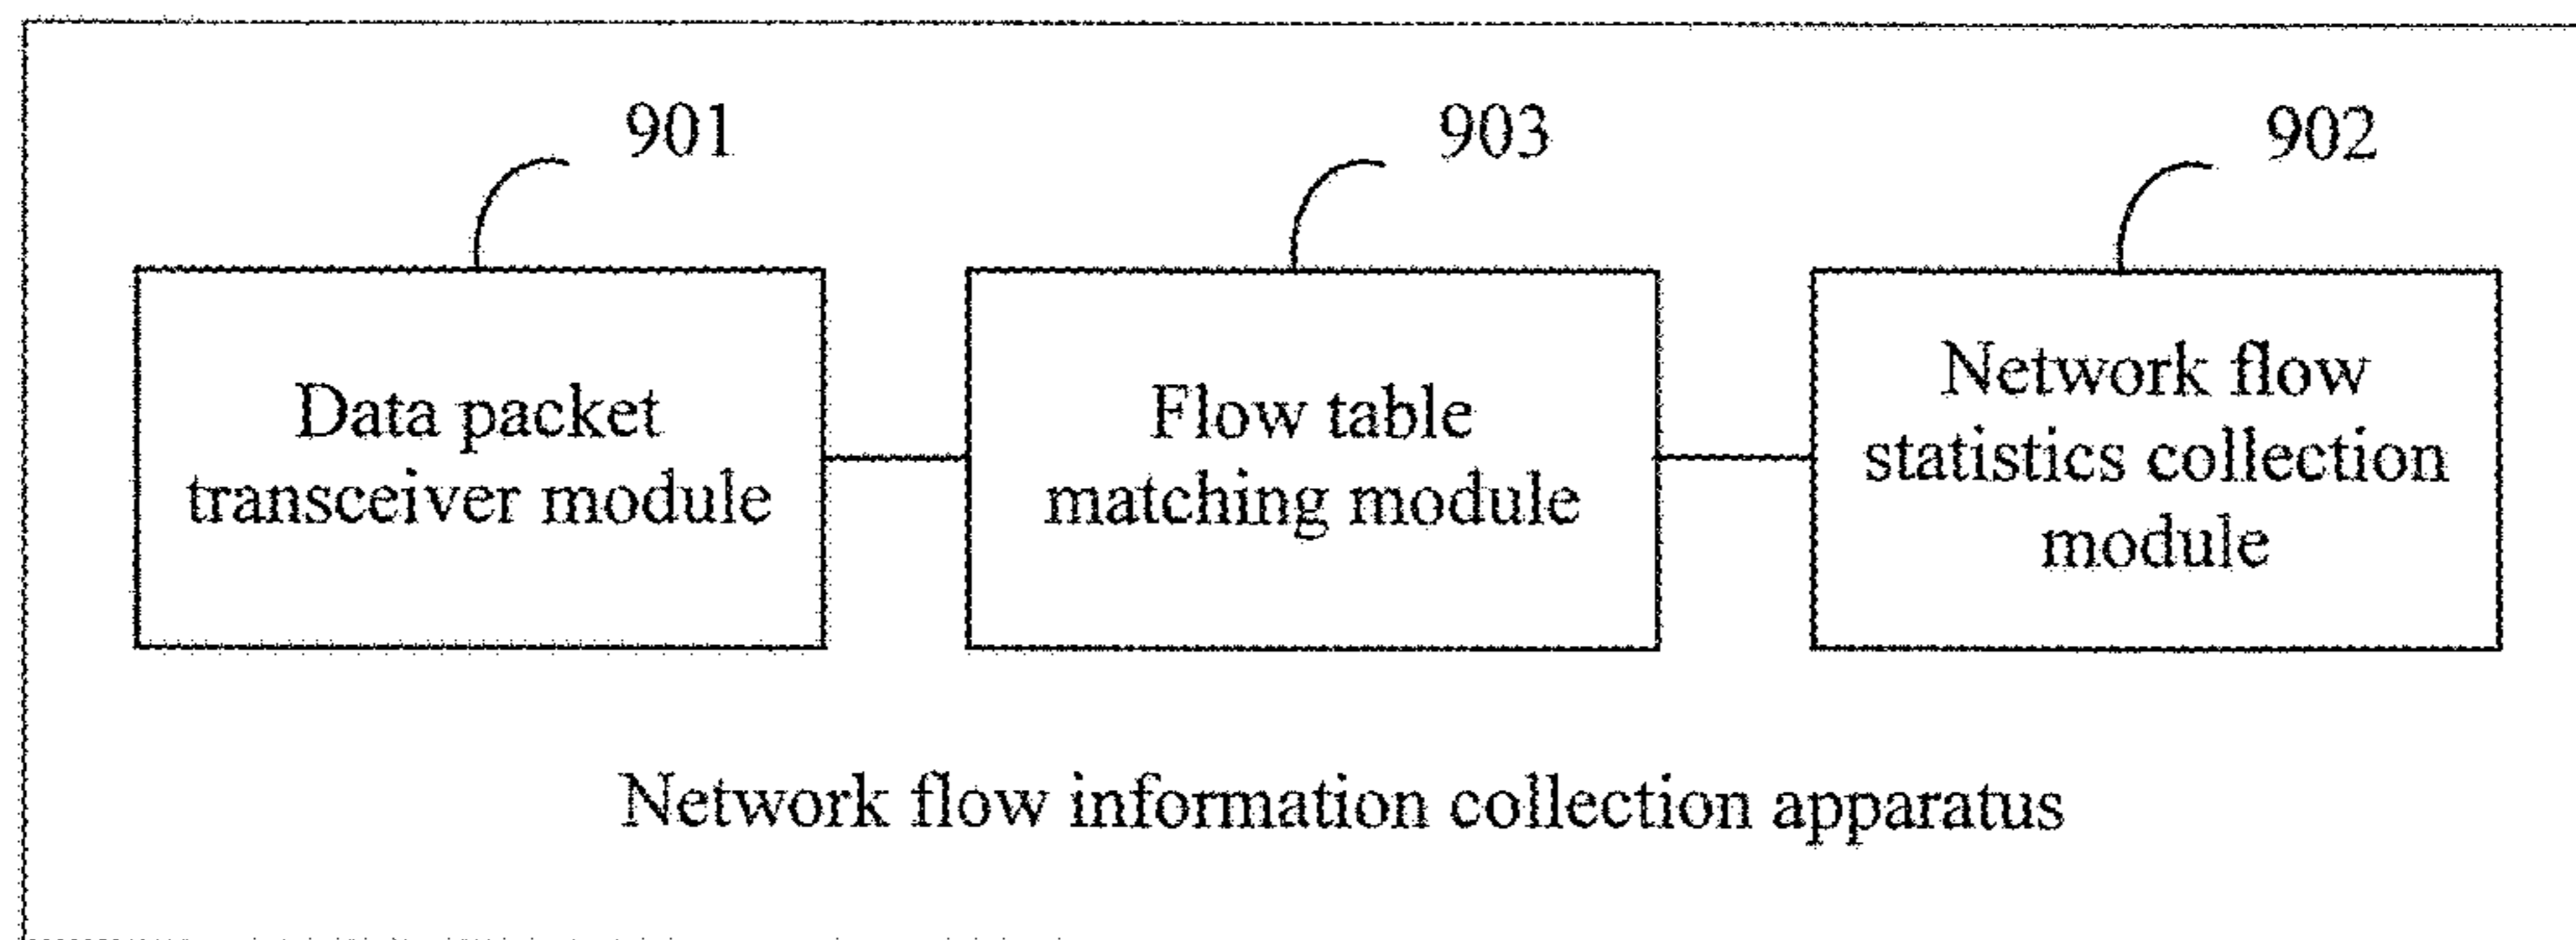 901
903
902
Data packet
transceiver module
Flow table
matching module
Network flow
statistics collection
module
Network flow information collection apparatus